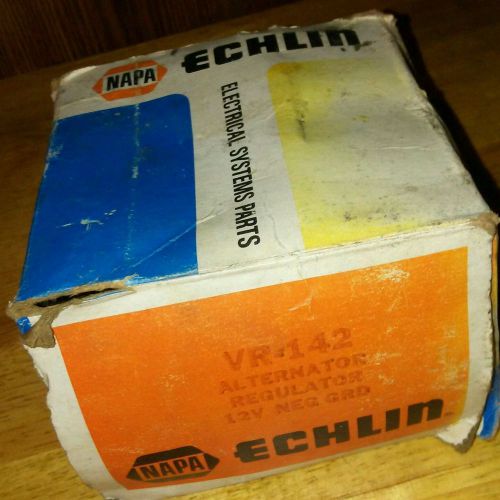 NAPA ECHLIN
ELECTRICAL SYSTEMS PARTS
VR-142
ALTERNATOR
REGULATOR
12V NEG GRD
NAPA ECHLIN